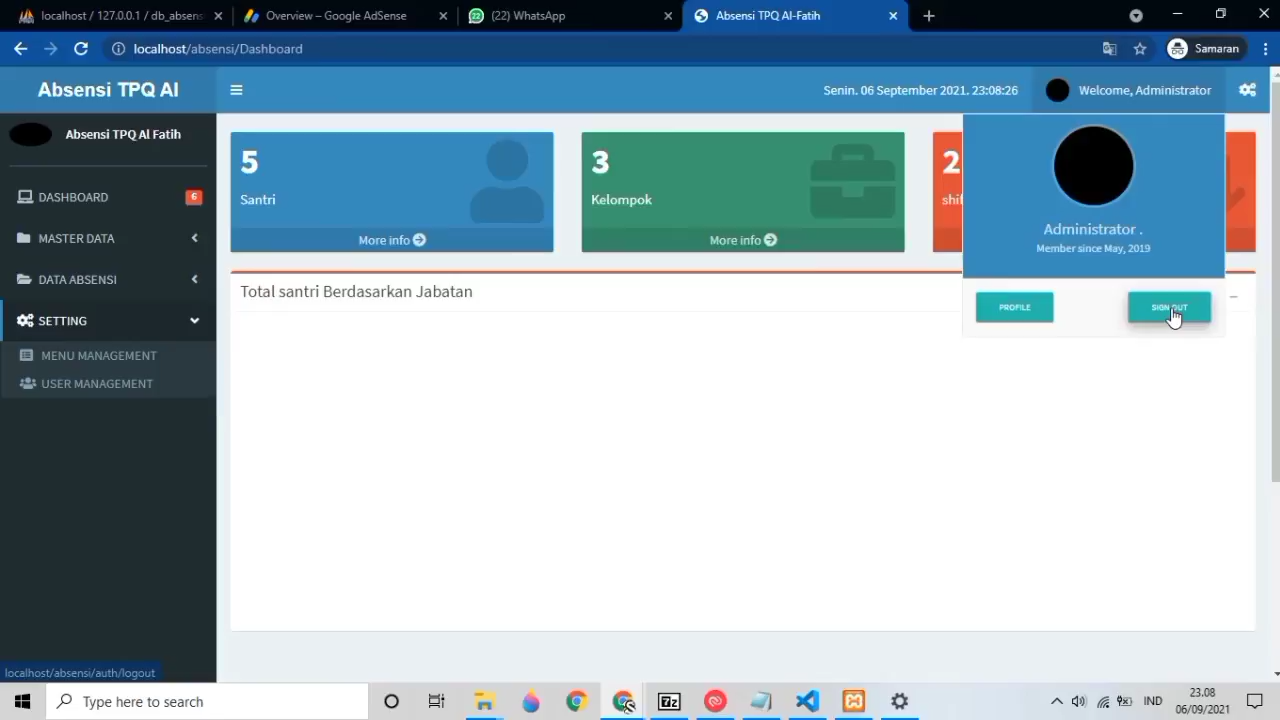 localhost / 127.0.0.1 / db_absens
Overview – Google AdSense
(22) WhatsApp
Absensi TPQ Al-Fatih
localhost/absensi/Dashboard
Samaran
Absensi TPQ Al
Senin. 06 September 2021. 23:08:26
Welcome, Administrator
Absensi TPQ Al Fatih
DASHBOARD
6
MASTER DATA
DATA ABSENSI
SETTING
MENU MANAGEMENT
USER MANAGEMENT
5
Santri
More info
3
Kelompok
More info
2
shif
Administrator .
Member since May, 2019
PROFILE
SIGN OUT
Total santri Berdasarkan Jabatan
localhost/absensi/auth/logout
Type here to search
7z
IND
23.08
06/09/2021